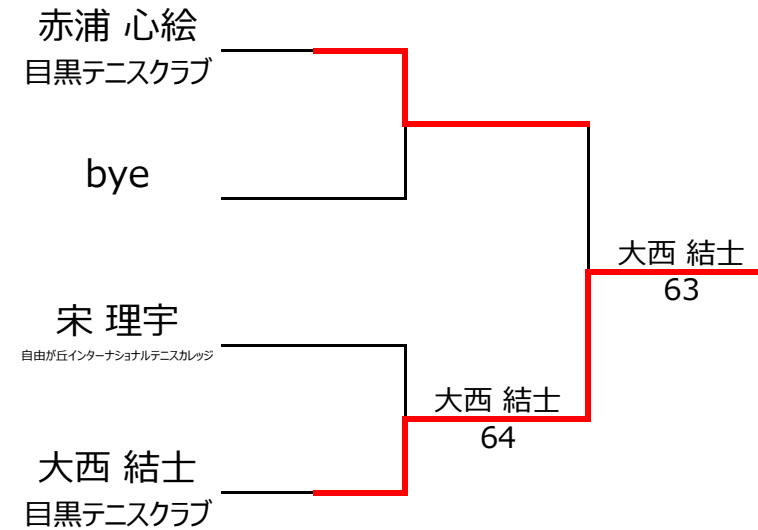 赤浦 心絵
目黒テニスクラブ
bye
宋 理宇
自由が丘インターナショナルテニスカレッジ
大西 結士
目黒テニスクラブ
大西 結士
64
大西 結士
63